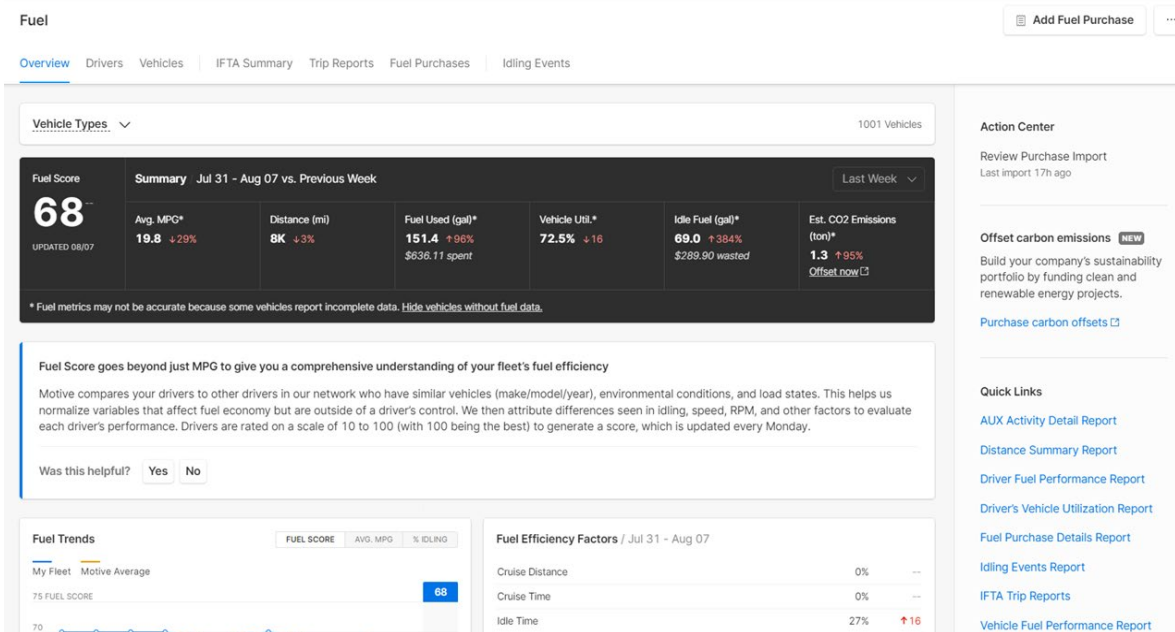 Fuel
Add Fuel Purchase
...
Overview Drivers Vehicles IFTA Summary Trip Reports Fuel Purchases Idling Events
Vehicle Types
1001 Vehicles
Fuel Score
68 --
UPDATED 08/07
Summary Jul 31 - Aug 07 vs. Previous Week
Last Week
Avg. MPG*
19.8 ↓29%
Distance (mi)
8K ↓3%
Fuel Used (gal)*
151.4 ↑96%
$636.11 spent
Vehicle Util.*
72.5% ↓16
Idle Fuel (gal)*
69.0 ↑384%
$289.90 wasted
Est. CO2 Emissions
(ton)*
1.3 ↑95%
Offset now
* Fuel metrics may not be accurate because some vehicles report incomplete data. Hide vehicles without fuel data.
Fuel Score goes beyond just MPG to give you a comprehensive understanding of your fleet's fuel efficiency
Motive compares your drivers to other drivers in our network who have similar vehicles (make/model/year), environmental conditions, and load states. This helps us
normalize variables that affect fuel economy but are outside of a driver's control. We then attribute differences seen in idling, speed, RPM, and other factors to evaluate
each driver's performance. Drivers are rated on a scale of 10 to 100 (with 100 being the best) to generate a score, which is updated every Monday.
Was this helpful? Yes No
Fuel Trends
FUEL SCORE AVG. MPG % IDLING
My Fleet Motive Average
75 FUEL SCORE
68
70
Fuel Efficiency Factors / Jul 31 - Aug 07
Cruise Distance 0% --
Cruise Time 0% --
Idle Time 27% ↑16
Action Center
Review Purchase Import
Last import 17h ago
Offset carbon emissions NEW
Build your company's sustainability
portfolio by funding clean and
renewable energy projects.
Purchase carbon offsets
Quick Links
AUX Activity Detail Report
Distance Summary Report
Driver Fuel Performance Report
Driver's Vehicle Utilization Report
Fuel Purchase Details Report
Idling Events Report
IFTA Trip Reports
Vehicle Fuel Performance Report